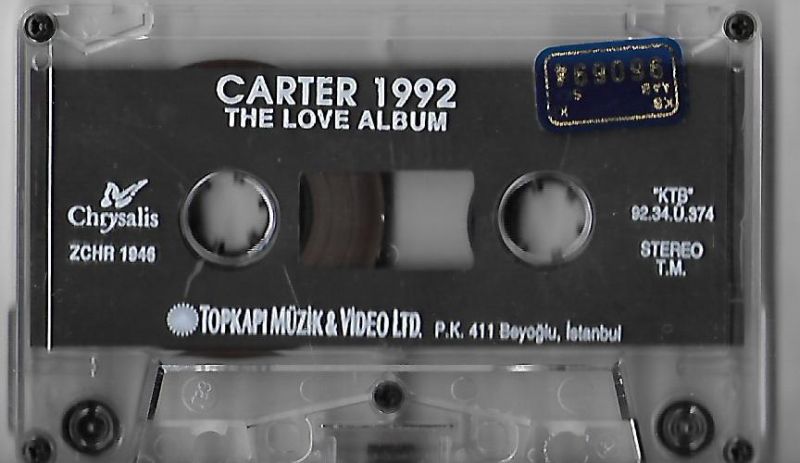 CARTER 1992
THE LOVE ALBUM
Chrysalis
ZCHR 1946
"KTB"
92.34.Ü.374
STEREO
T.M.
TOPKAPI MÜZİK & VİDEO LTD. P.K. 411 Beyoğlu, İstanbul